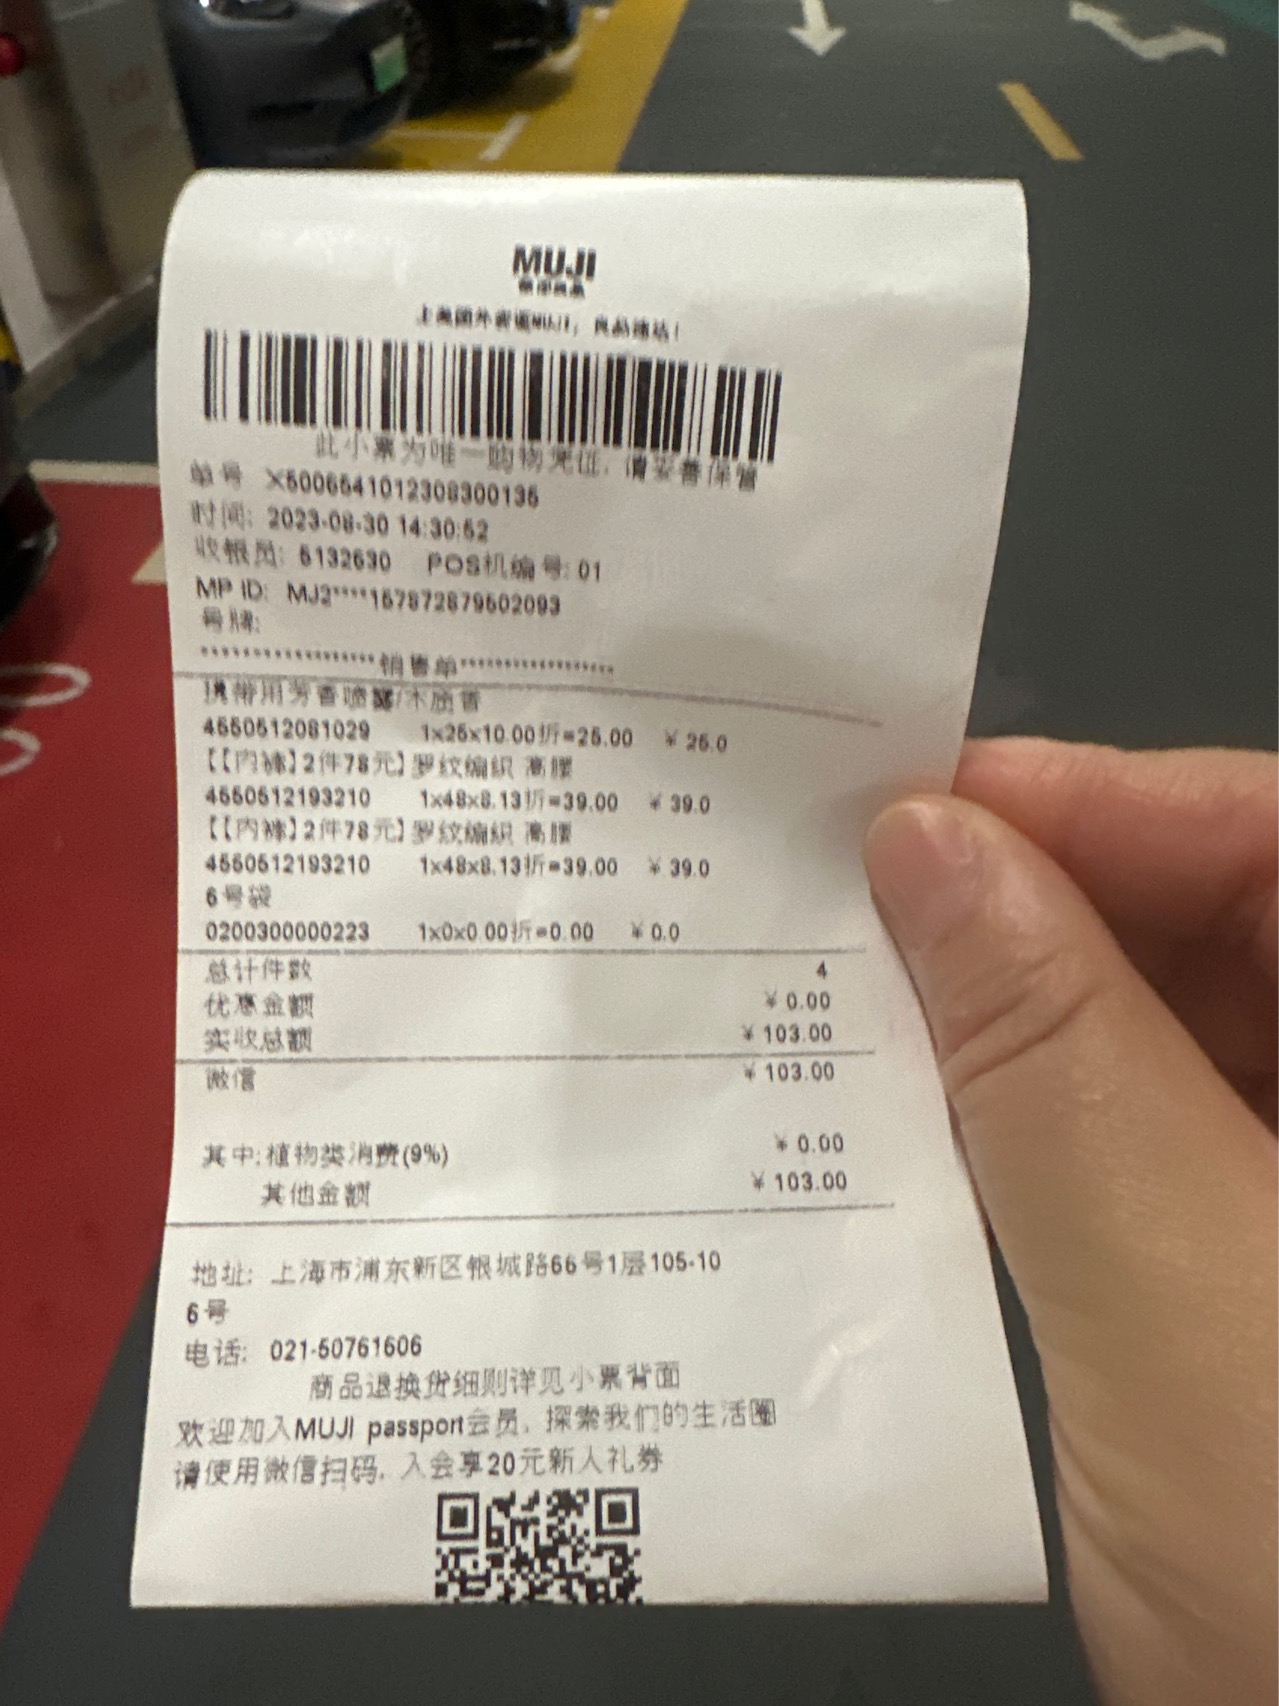 MUJI
無印良品
上美团外卖逛MUJI，良品速达！
此小票为唯一购物凭证, 请妥善保管
单号 X5006541012308300135
时间: 2023-08-30 14:30:52
收银员: 5132630 POS机编号: 01
MP ID: MJ2****157872879502093
号牌:
********************销售单******************
携带用芳香喷雾/木质香
4550512081029 1x25x10.00折=25.00 ￥25.0
【【内裤】2件78元】罗纹编织 高腰
4550512193210 1x48x8.13折=39.00 ￥39.0
【【内裤】2件78元】罗纹编织 高腰
4550512193210 1x48x8.13折=39.00 ￥39.0
6号袋
0200300000223 1x0x0.00折=0.00 ￥0.0
总计件数 4
优惠金额 ￥0.00
实收总额 ￥103.00
微信 ￥103.00
其中:植物类消费(9%) ￥0.00
其他金额 ￥103.00
地址: 上海市浦东新区银城路66号1层105-10
6号
电话: 021-50761606
商品退换货细则详见小票背面
欢迎加入MUJI passport会员, 探索我们的生活圈
请使用微信扫码, 入会享20元新人礼券